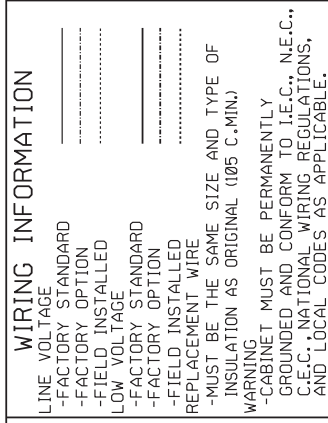 WIRING INFORMATION
LINE VOLTAGE
-FACTORY STANDARD
-FACTORY OPTION
-FIELD INSTALLED
LOW VOLTAGE
-FACTORY STANDARD
-FACTORY OPTION
-FIELD INSTALLED
REPLACEMENT WIRE
-MUST BE THE SAME SIZE AND TYPE OF
INSULATION AS ORIGINAL (105 C.MIN.)
WARNING
-CABINET MUST BE PERMANENTLY
GROUNDED AND CONFORM TO I.E.C., N.E.C.,
C.E.C., NATIONAL WIRING REGULATIONS,
AND LOCAL CODES AS APPLICABLE.